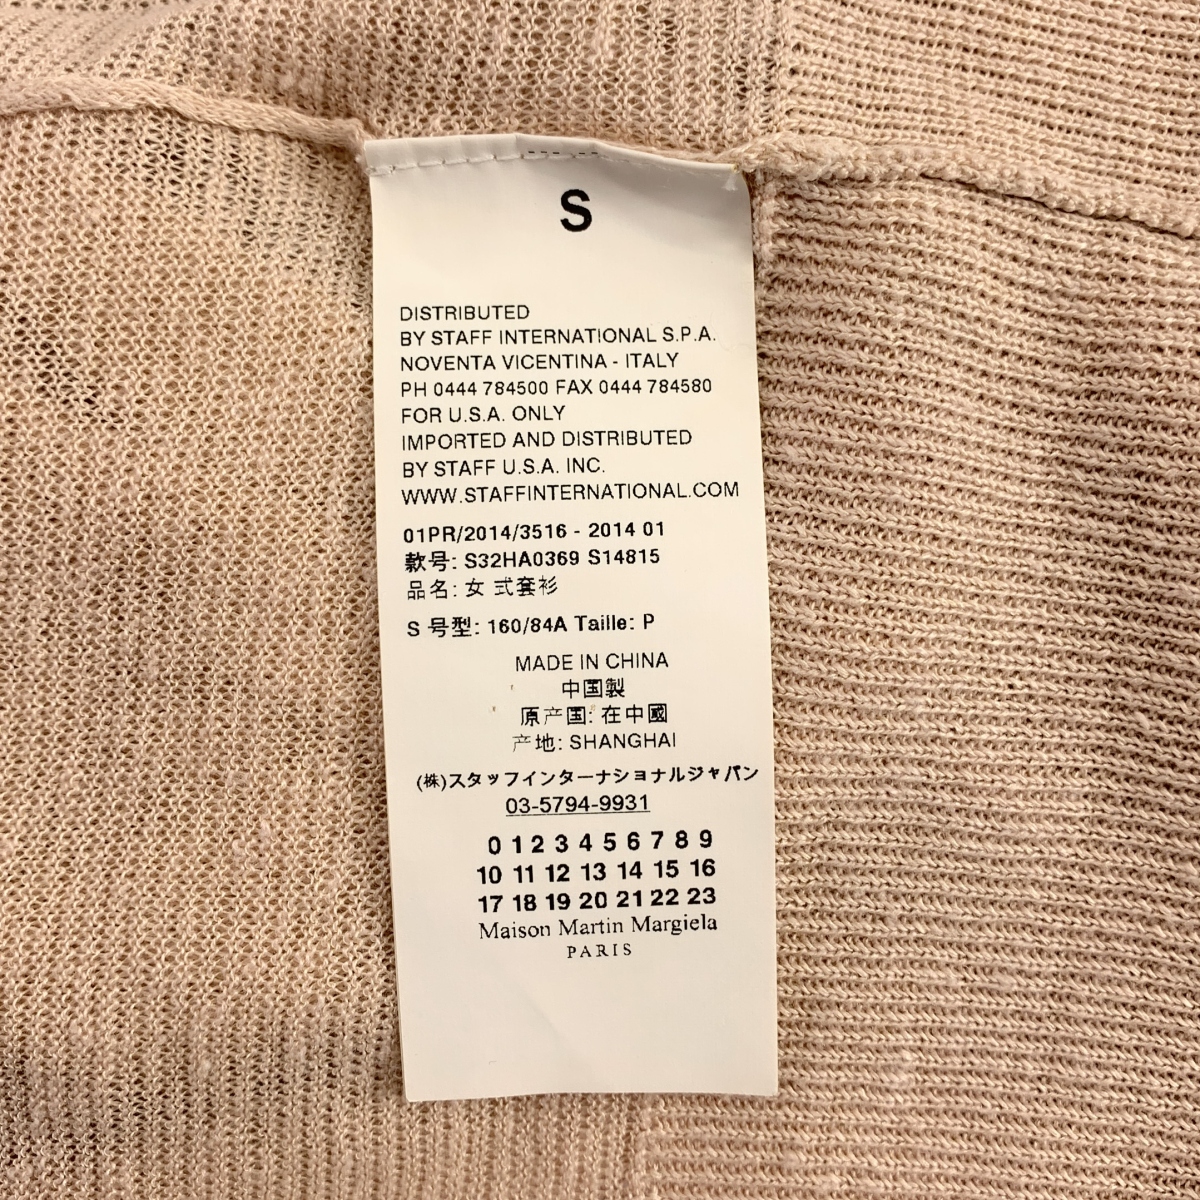 S
DISTRIBUTED
BY STAFF INTERNATIONAL S.P.A.
NOVENTA VICENTINA - ITALY
PH 0444 784500 FAX 0444 784580
FOR U.S.A. ONLY
IMPORTED AND DISTRIBUTED
BY STAFF U.S.A. INC.
WWW.STAFFINTERNATIONAL.COM
01PR/2014/3516 - 2014 01
款号: S32HA0369 S14815
品名: 女 式套衫
S 号型: 160/84A Taille: P
MADE IN CHINA
中国製
原产国: 在中國
产地: SHANGHAI
(株)スタッフインターナショナルジャパン
03-5794-9931
0 1 2 3 4 5 6 7 8 9
10 11 12 13 14 15 16
17 18 19 20 21 22 23
Maison Martin Margiela
PARIS